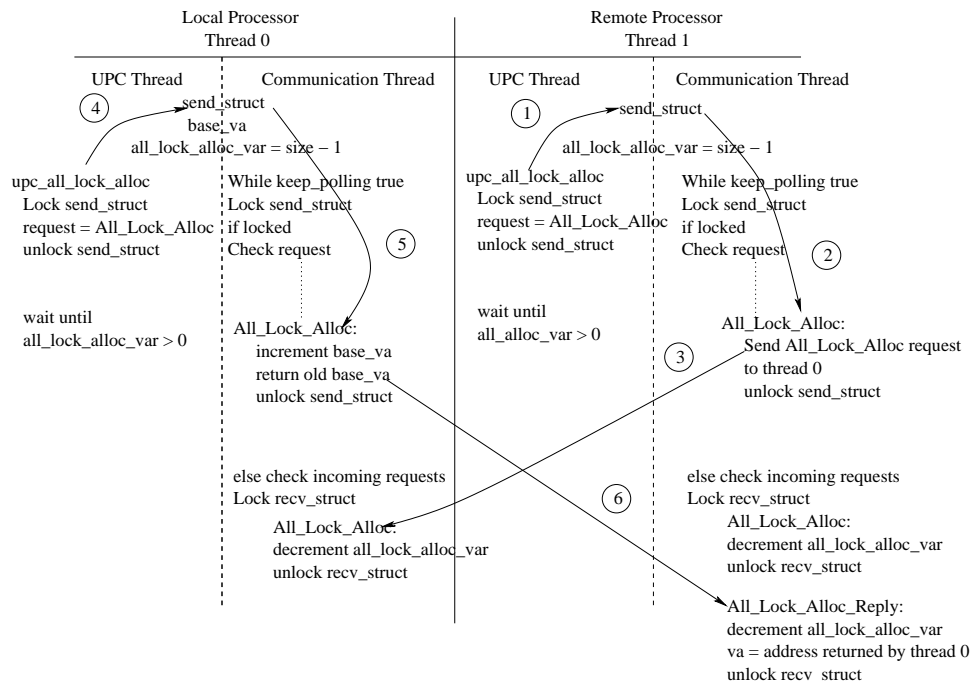 Local Processor
Thread 0
Remote Processor
Thread 1
UPC Thread
Communication Thread
4
send_struct
base_va
all_lock_alloc_var = size − 1
upc_all_lock_alloc
Lock send_struct
request = All_Lock_Alloc
unlock send_struct
While keep_polling true
Lock send_struct
if locked
Check request
5
wait until
all_lock_alloc_var > 0
All_Lock_Alloc:
increment base_va
return old base_va
unlock send_struct
else check incoming requests
Lock recv_struct
All_Lock_Alloc:
decrement all_lock_alloc_var
unlock recv_struct
UPC Thread
Communication Thread
1
send_struct
all_lock_alloc_var = size − 1
upc_all_lock_alloc
Lock send_struct
request = All_Lock_Alloc
unlock send_struct
While keep_polling true
Lock send_struct
if locked
Check request
2
wait until
all_alloc_var > 0
All_Lock_Alloc:
Send All_Lock_Alloc request
to thread 0
unlock send_struct
3
6
else check incoming requests
Lock recv_struct
All_Lock_Alloc:
decrement all_lock_alloc_var
unlock recv_struct
All_Lock_Alloc_Reply:
decrement all_lock_alloc_var
va = address returned by thread 0
unlock recv_struct